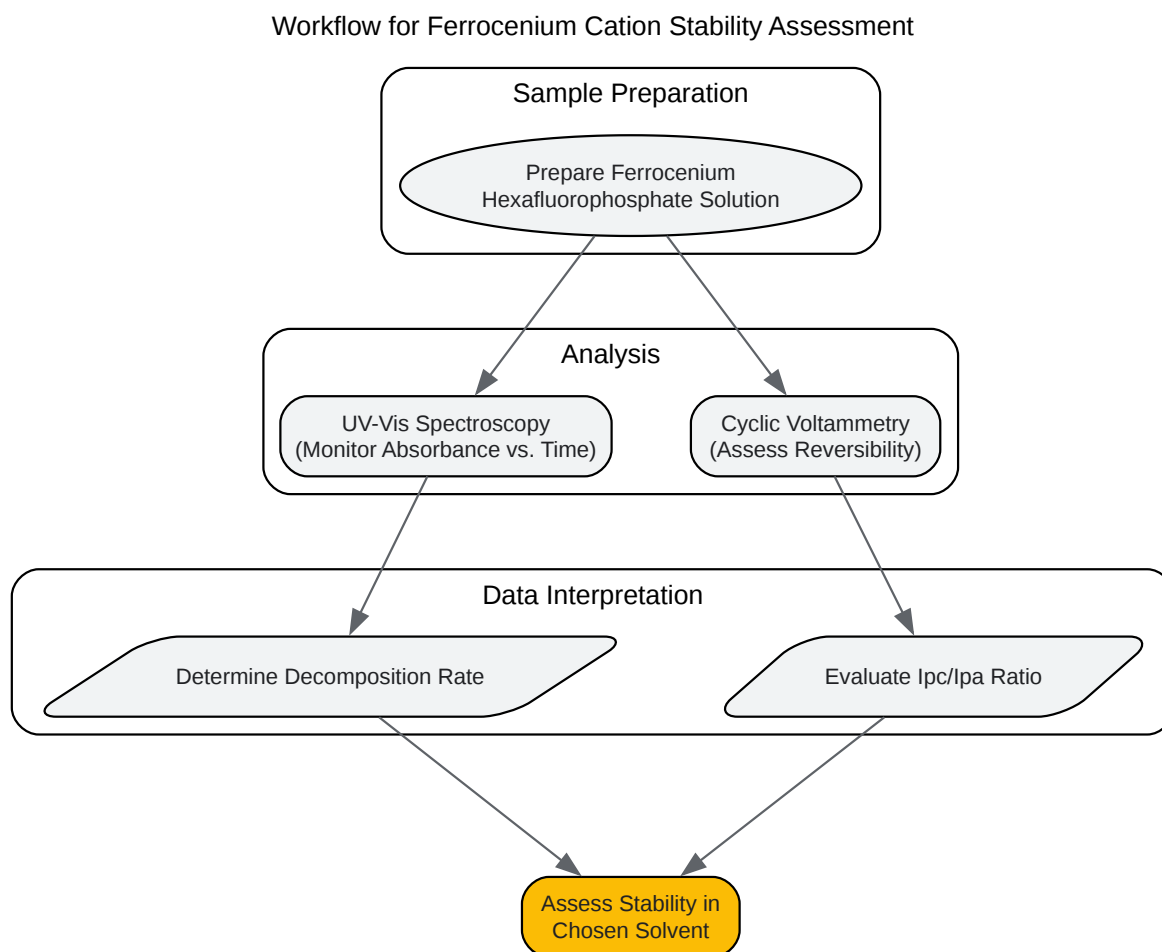 Workflow for Ferrocenium Cation Stability Assessment
Sample Preparation
Prepare Ferrocenium
Hexafluorophosphate Solution
Analysis
UV-Vis Spectroscopy
(Monitor Absorbance vs. Time)
Cyclic Voltammetry
(Assess Reversibility)
Data Interpretation
Determine Decomposition Rate
Evaluate Ipc/Ipa Ratio
Assess Stability in
Chosen Solvent